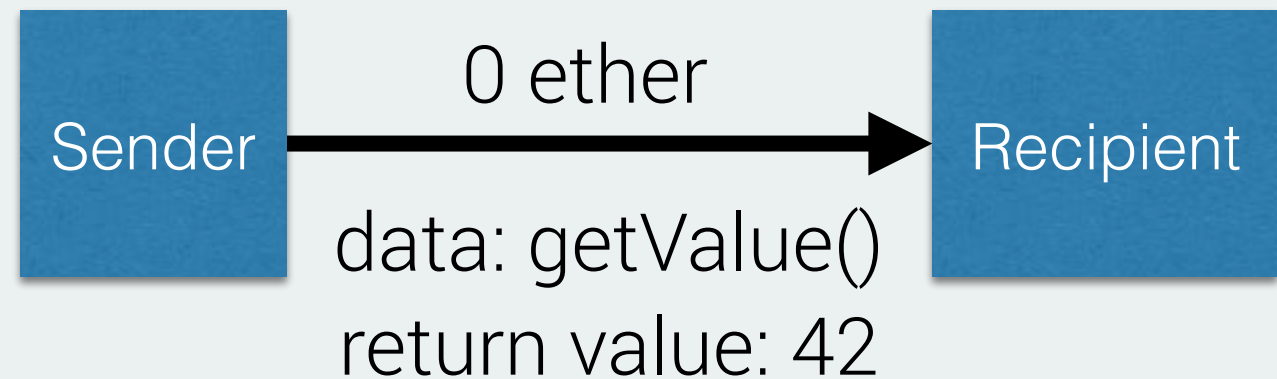 0 ether
Sender
Recipient
data: getValue()
return value: 42